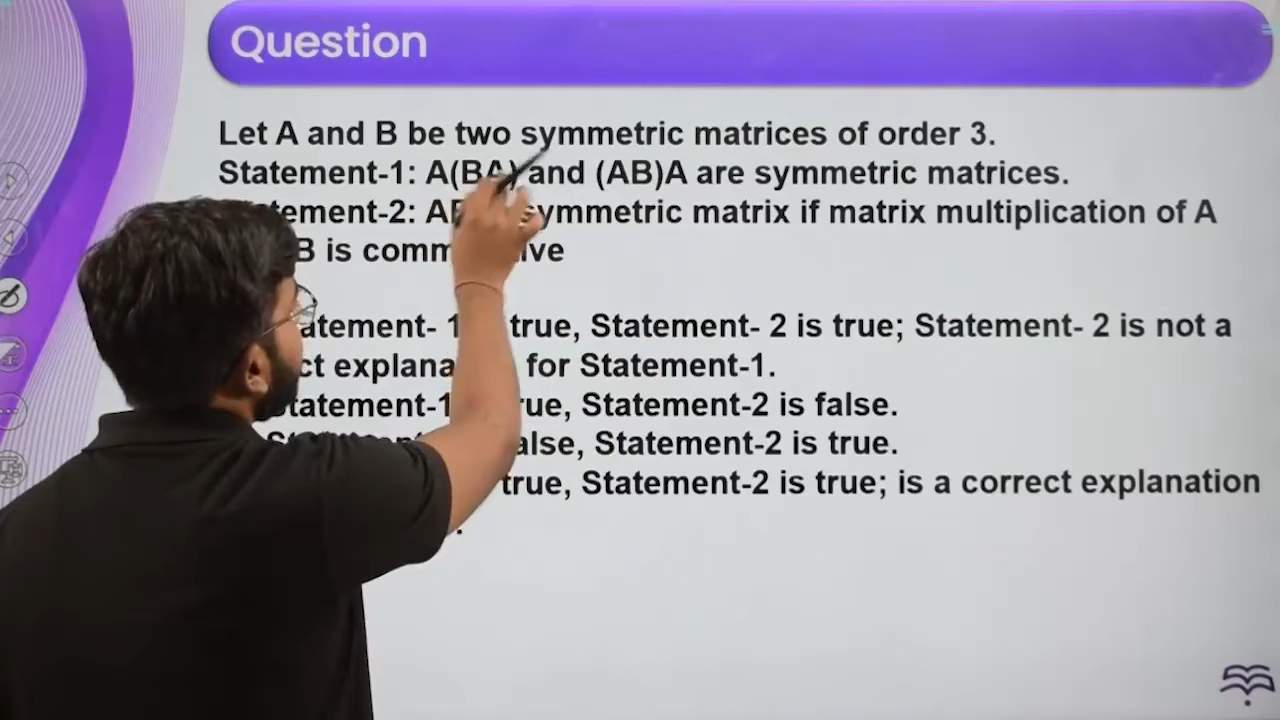 Question
Let A and B be two symmetric matrices of order 3.
Statement-1: A(BA) and (AB)A are symmetric matrices.
tement-2: A symmetric matrix if matrix multiplication of A
B is comm ive
atement- 1 true, Statement- 2 is true; Statement- 2 is not a
ct explana for Statement-1.
tatement-1 rue, Statement-2 is false.
alse, Statement-2 is true.
true, Statement-2 is true; is a correct explanation
.